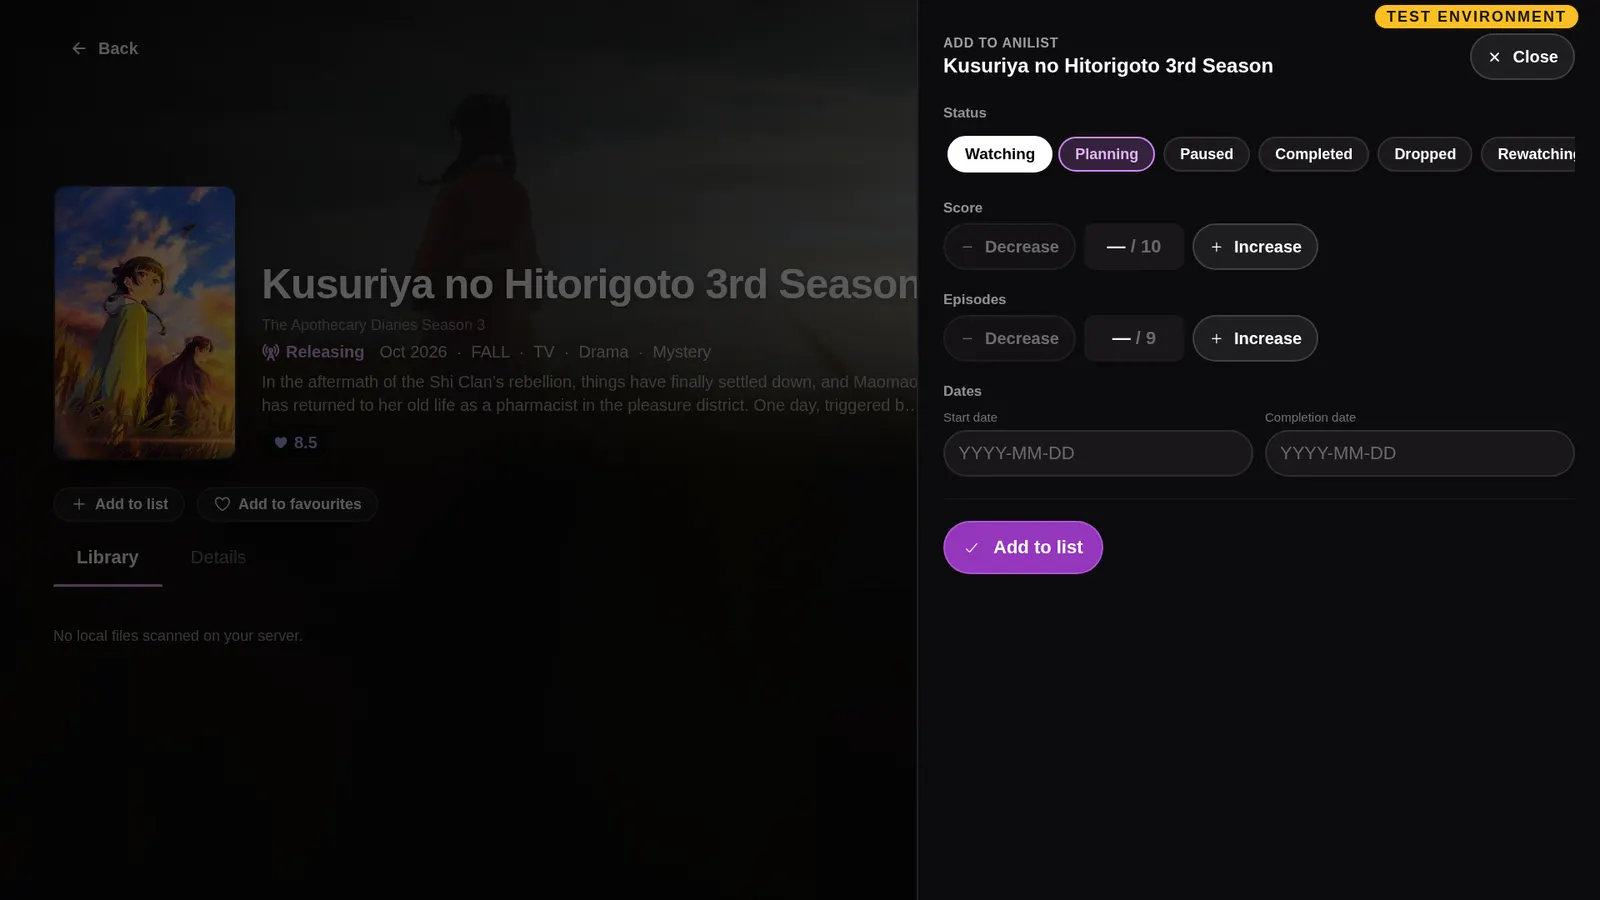 TEST ENVIRONMENT
Back
Kusuriya no Hitorigoto 3rd Season
The Apothecary Diaries Season 3
Releasing Oct 2026 · FALL · TV · Drama · Mystery
In the aftermath of the Shi Clan's rebellion, things have finally settled down, and Maomao
has returned to her old life as a pharmacist in the pleasure district. One day, triggered b...
8.5
Add to list Add to favourites
Library Details
No local files scanned on your server.
ADD TO ANILIST
Kusuriya no Hitorigoto 3rd Season
Close
Status
Watching Planning Paused Completed Dropped Rewatching
Score
− Decrease — / 10 + Increase
Episodes
− Decrease — / 9 + Increase
Dates
Start date Completion date
YYYY-MM-DD YYYY-MM-DD
Add to list